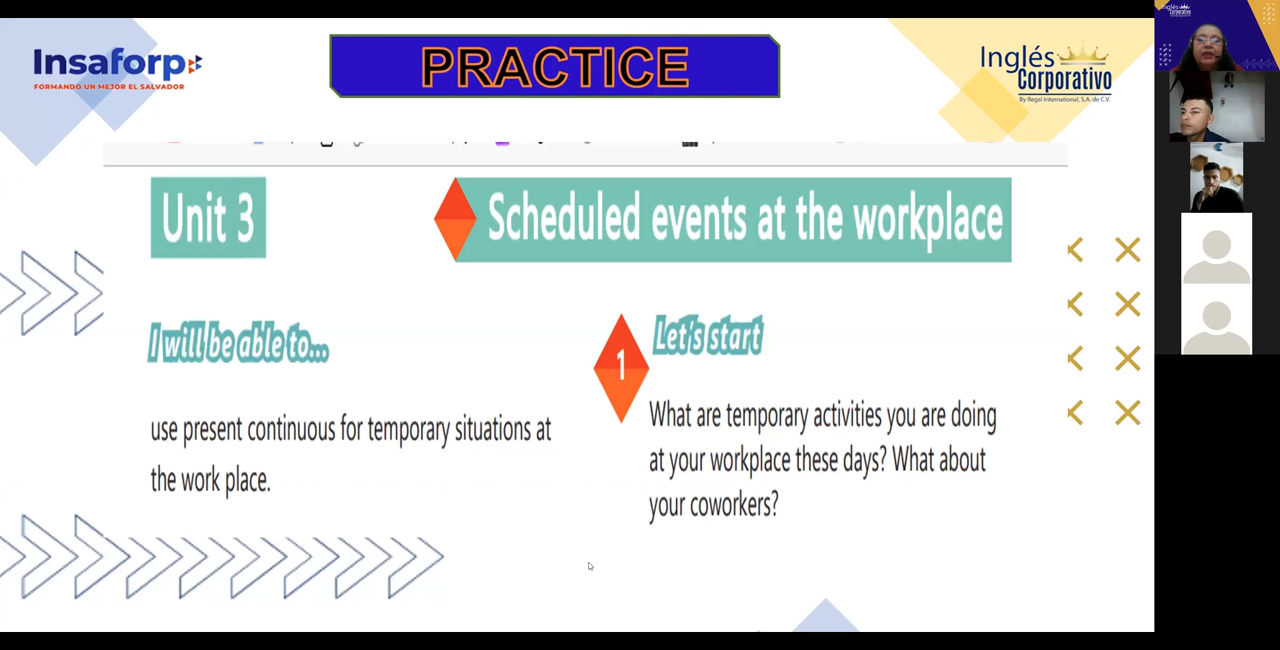 Insaforp
FORMANDO UN MEJOR EL SALVADOR
PRACTICE
Inglés
Corporativo
By Regal International, S.A. de C.V.
Unit 3
Scheduled events at the workplace
I will be able to...
use present continuous for temporary situations at
the work place.
1
Let's start
What are temporary activities you are doing
at your workplace these days? What about
your coworkers?
Inglés
Corporativo